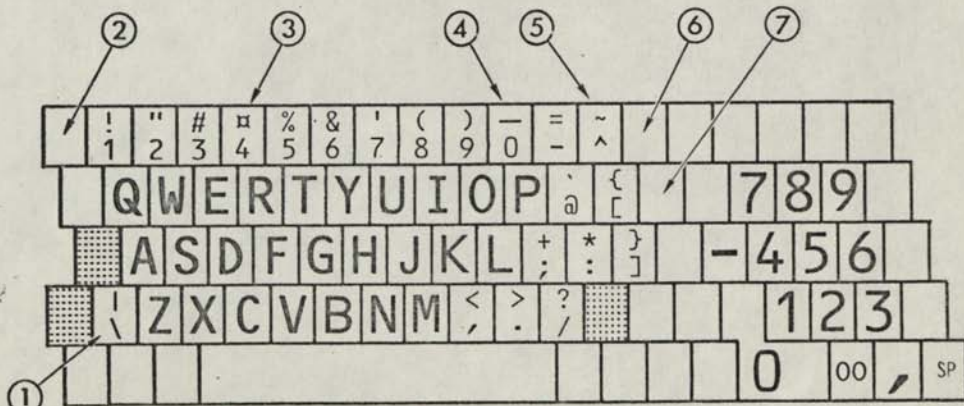 ② ③ ④ ⑤ ⑥ ⑦
! " # ¤ % & ' ( ) — = ~
1 2 3 4 5 6 7 8 9 0 - ^
Q W E R T Y U I O P ` @ { [ 7 8 9
A S D F G H J K L + ; * : } ] - 4 5 6
¦ \ Z X C V B N M < , > . ? / 1 2 3
① 0 00 , SP